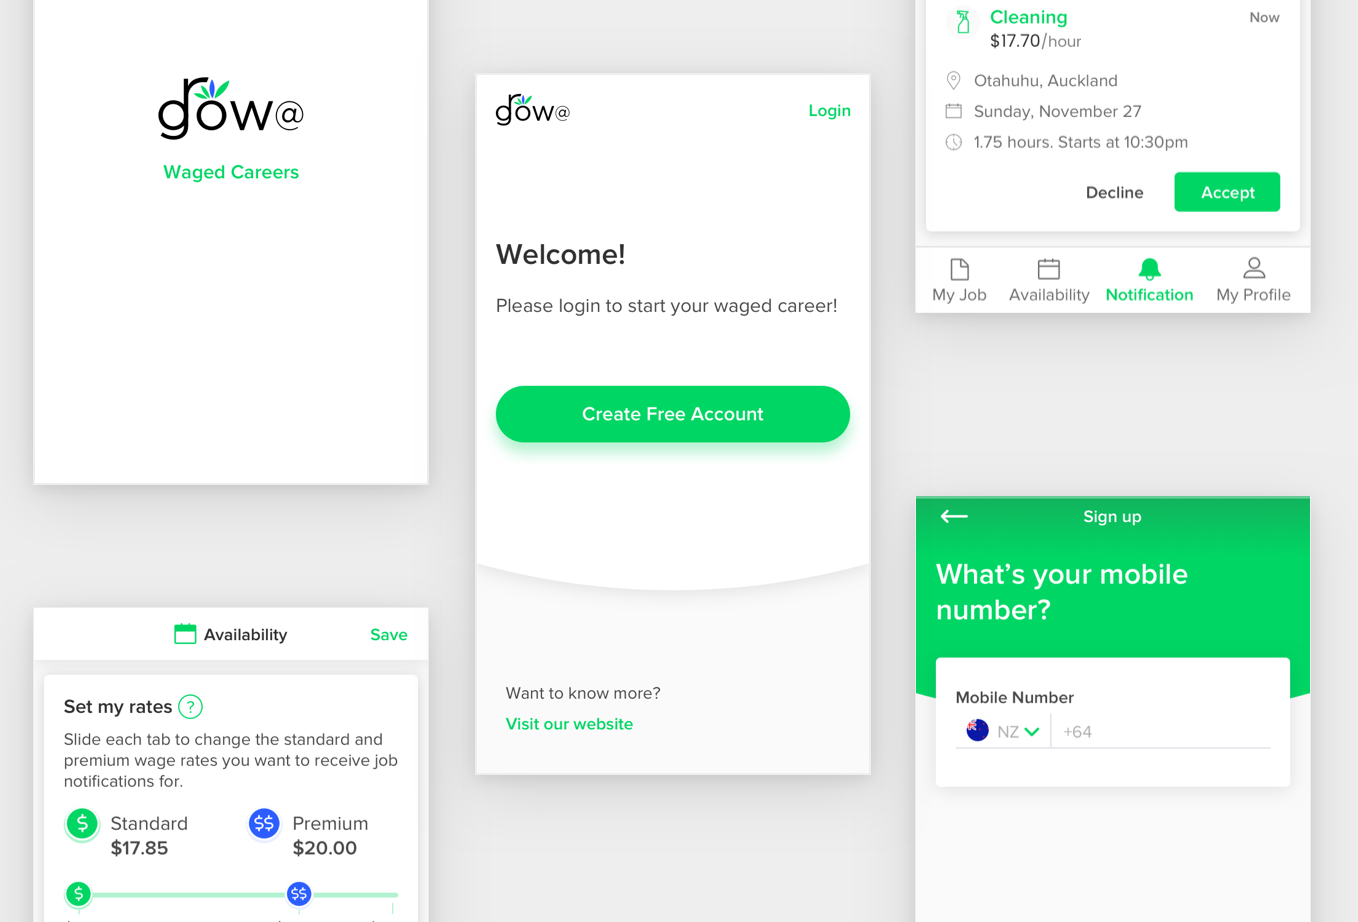 grow@
Waged Careers
Availability
Save
Set my rates ?
Slide each tab to change the standard and
premium wage rates you want to receive job
notifications for.
$ Standard
$17.85
$$ Premium
$20.00
$ $$
grow@
Login
Welcome!
Please login to start your waged career!
Create Free Account
Want to know more?
Visit our website
Cleaning
Now
$17.70/hour
Otahuhu, Auckland
Sunday, November 27
1.75 hours. Starts at 10:30pm
Decline
Accept
My Job
Availability
Notification
My Profile
Sign up
What's your mobile
number?
Mobile Number
NZ
+64